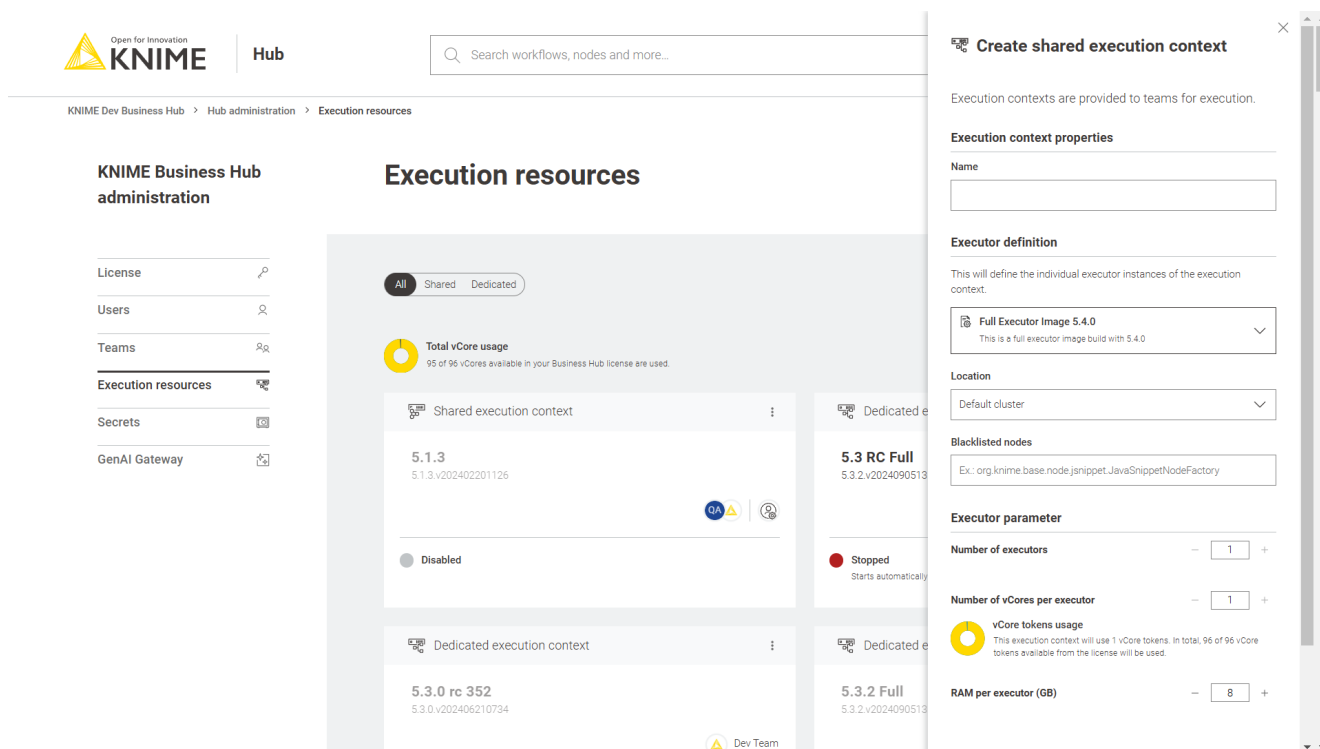 Open for Innovation
KNIME
Hub
Search workflows, nodes and more...
KNIME Dev Business Hub > Hub administration > Execution resources
KNIME Business Hub
administration
License
Users
Teams
Execution resources
Secrets
GenAI Gateway
Execution resources
All Shared Dedicated
Total vCore usage
95 of 96 vCores available in your Business Hub license are used.
Shared execution context
5.1.3
5.1.3.v202402201126
QA
Disabled
Dedicated e
5.3 RC Full
5.3.2.v2024090513
Stopped
Starts automatically
Dedicated execution context
5.3.0 rc 352
5.3.0.v202406210734
Dev Team
Dedicated e
5.3.2 Full
5.3.2.v2024090513
Create shared execution context
Execution contexts are provided to teams for execution.
Execution context properties
Name
Executor definition
This will define the individual executor instances of the execution
context.
Full Executor Image 5.4.0
This is a full executor image build with 5.4.0
Location
Default cluster
Blacklisted nodes
Ex.: org.knime.base.node.jsnippet.JavaSnippetNodeFactory
Executor parameter
Number of executors − 1 +
Number of vCores per executor − 1 +
vCore tokens usage
This execution context will use 1 vCore tokens. In total, 96 of 96 vCore
tokens available from the license will be used.
RAM per executor (GB) − 8 +